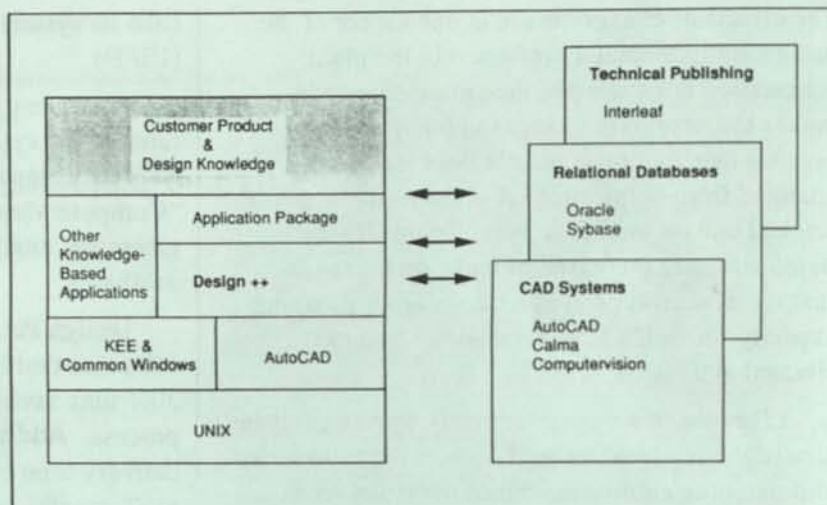 Customer Product
&
Design Knowledge
Other
Knowledge-
Based
Applications
Application Package
Design ++
KEE &
Common Windows
AutoCAD
UNIX
Technical Publishing
Interleaf
Relational Databases
Oracle
Sybase
CAD Systems
AutoCAD
Calma
Computervision